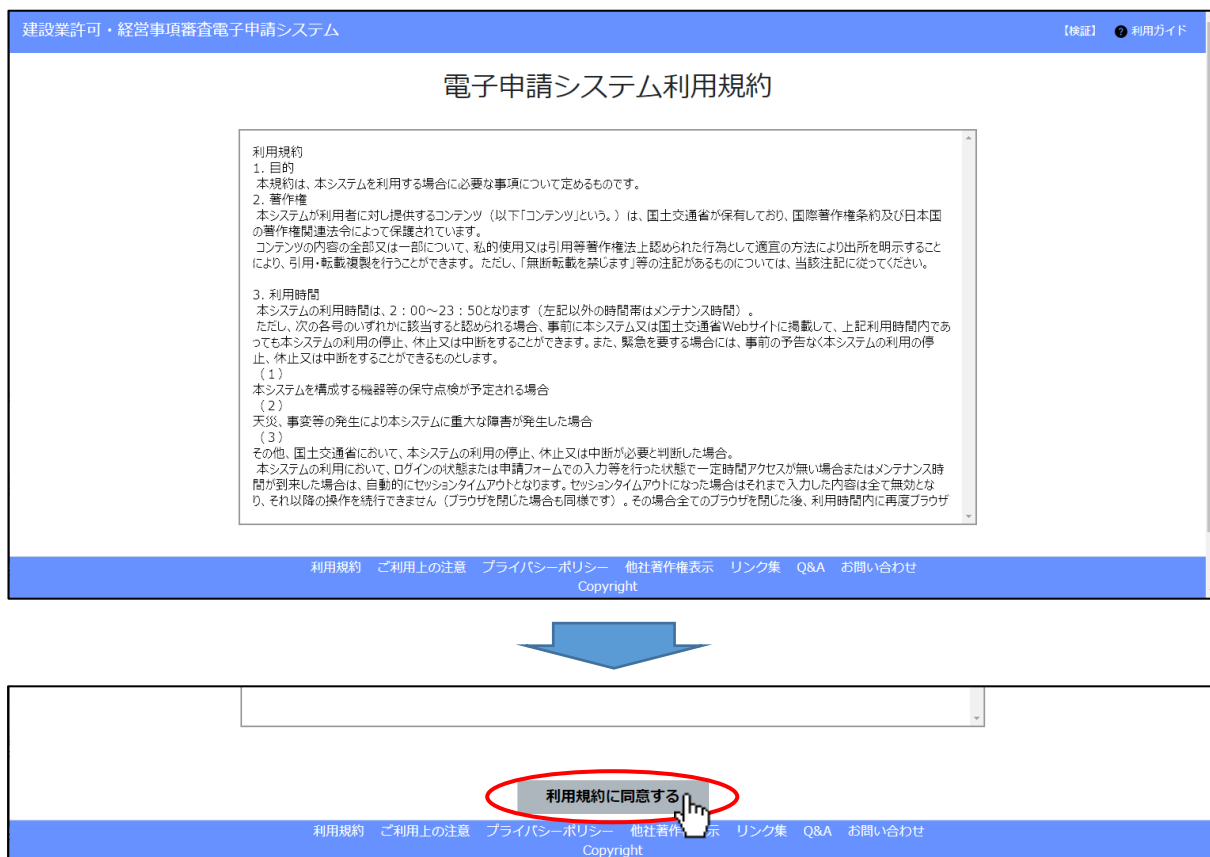 建設業許可・経営事項審査電子申請システム
【検証】 ? 利用ガイド
電子申請システム利用規約
利用規約
1. 目的
本規約は、本システムを利用する場合に必要な事項について定めるものです。
2. 著作権
本システムが利用者に対し提供するコンテンツ（以下「コンテンツ」という。）は、国土交通省が保有しており、国際著作権条約及び日本国
の著作権関連法令によって保護されています。
コンテンツの内容の全部又は一部について、私的使用又は引用等著作権法上認められた行為として適宜の方法により出所を明示すること
により、引用・転載複製を行うことができます。ただし、「無断転載を禁じます」等の注記があるものについては、当該注記に従ってください。
3. 利用時間
本システムの利用時間は、2：00～23：50となります（左記以外の時間帯はメンテナンス時間）。
ただし、次の各号のいずれかに該当すると認められる場合、事前に本システム又は国土交通省Webサイトに掲載して、上記利用時間内であ
っても本システムの利用の停止、休止又は中断をすることができます。また、緊急を要する場合には、事前の予告なく本システムの利用の停
止、休止又は中断をすることができるものとします。
（1）
本システムを構成する機器等の保守点検が予定される場合
（2）
天災、事変等の発生により本システムに重大な障害が発生した場合
（3）
その他、国土交通省において、本システムの利用の停止、休止又は中断が必要と判断した場合。
本システムの利用において、ログインの状態または申請フォームでの入力等を行った状態で一定時間アクセスが無い場合またはメンテナンス時
間が到来した場合は、自動的にセッションタイムアウトとなります。セッションタイムアウトになった場合はそれまで入力した内容は全て無効とな
り、それ以降の操作を続行できません（ブラウザを閉じた場合も同様です）。その場合全てのブラウザを閉じた後、利用時間内に再度ブラウザ
利用規約 ご利用上の注意 プライバシーポリシー 他社著作権表示 リンク集 Q&A お問い合わせ
Copyright
利用規約に同意する
利用規約 ご利用上の注意 プライバシーポリシー 他社著作 示 リンク集 Q&A お問い合わせ
Copyright